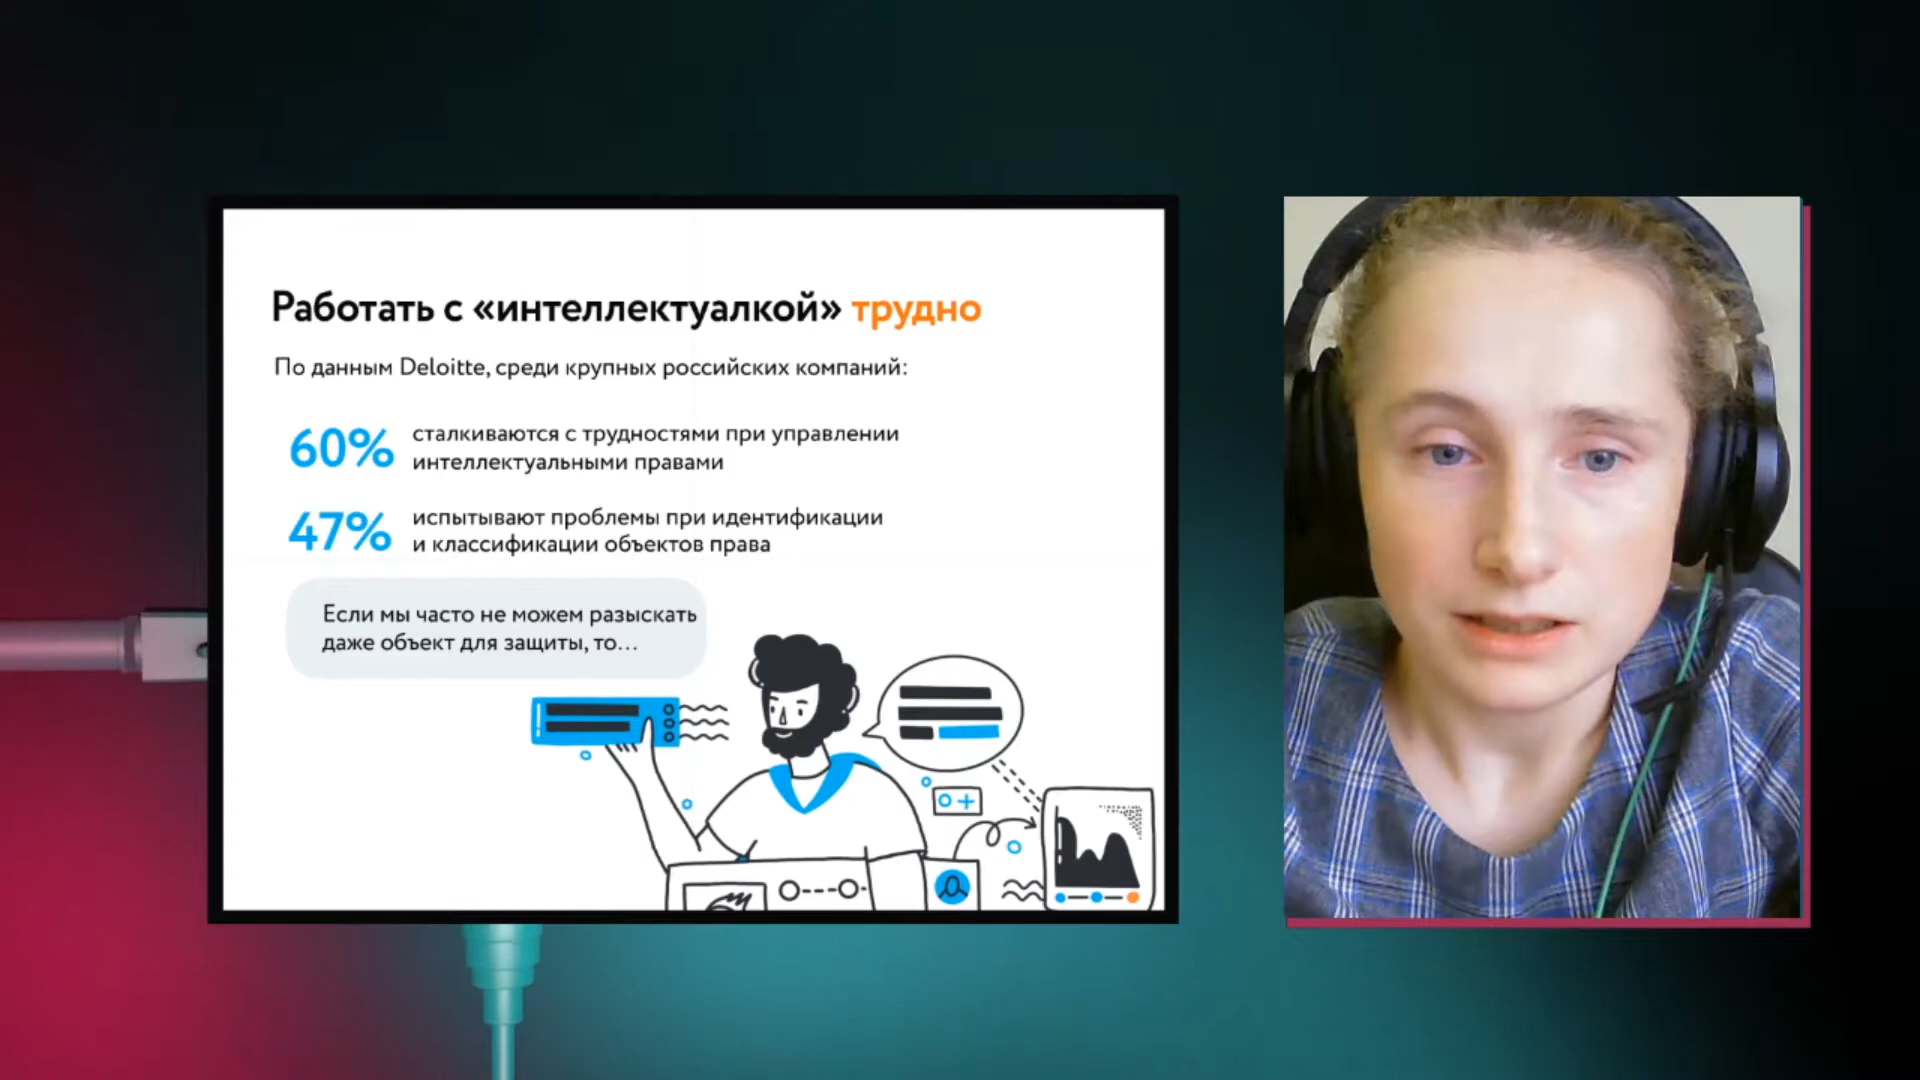 Работать с «интеллектуалкой» трудно
По данным Deloitte, среди крупных российских компаний:
60%
сталкиваются с трудностями при управлении
интеллектуальными правами
47%
испытывают проблемы при идентификации
и классификации объектов права
Если мы часто не можем разыскать
даже объект для защиты, то...